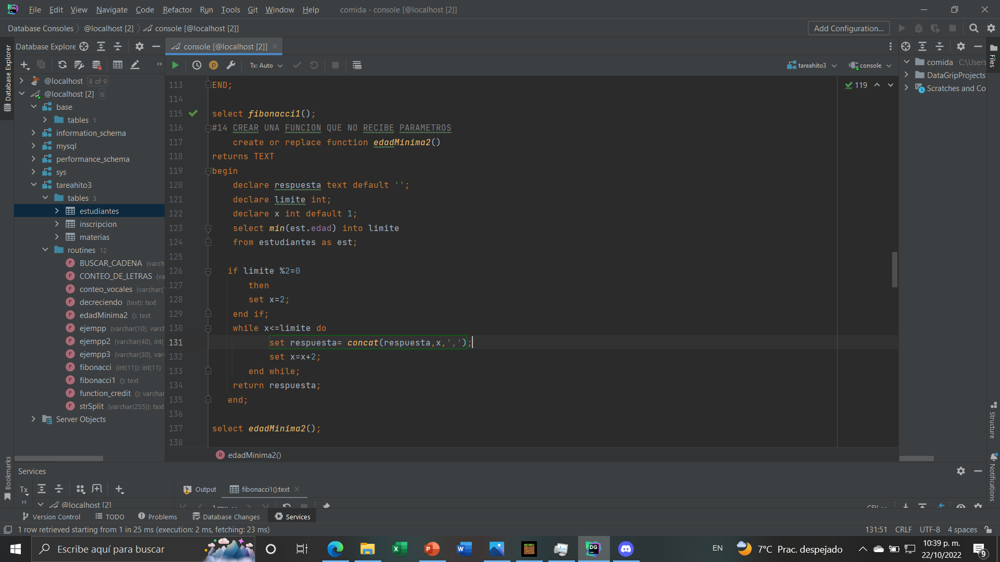 File Edit View Navigate Code Refactor Run Tools Git Window Help comida - console [@localhost [2]]
Database Consoles @localhost [2] console [@localhost [2]] Add Configuration...
Database Explore
console [@localhost [2]]
Tx: Auto tareahito3 console
Database Explorer
@localhost 6 of 9
@localhost [2] 6
base
tables 1
information_schema
mysql
performance_schema
sys
tareahito3
tables 3
estudiantes
inscripcion
materias
routines 12
BUSCAR_CADENA (varch
CONTEO_DE_LETRAS (va
conteo_vocales (varchar(
decreciendo (text): text
edadMinima2 (): text
ejempp (varchar(10), varch
ejempp2 (varchar(40), int(
ejempp3 (varchar(30), var
fibonacci (int(11)): int(11)
fibonacci1 (): text
function_credit (): varchar
strSplit (varchar(255)): text
Server Objects
113 END;
114
115 select fibonacci1();
116 #14 CREAR UNA FUNCION QUE NO RECIBE PARAMETROS
117 create or replace function edadMinima2()
118 returns TEXT
119 begin
120 declare respuesta text default '';
121 declare limite int;
122 declare x int default 1;
123 select min(est.edad) into limite
124 from estudiantes as est;
125
126 if limite %2=0
127 then
128 set x=2;
129 end if;
130 while x<=limite do
131 set respuesta= concat(respuesta,x,',');
132 set x=x+2;
133 end while;
134 return respuesta;
135 end;
136
137 select edadMinima2();
138
119
edadMinima2()
comida C:\Users
DataGripProjects
Scratches and Co
Files
Structure
Notifications
Bookmarks
Services
Tx
Output fibonacci1():text
@localhost [2]
1 row
CSV
Version Control TODO Problems Database Changes Services
1 row retrieved starting from 1 in 25 ms (execution: 2 ms, fetching: 23 ms) 131:51 CRLF UTF-8 4 spaces
Escribe aquí para buscar
EN 7°C Prac. despejado 10:39 p. m.
22/10/2022
9